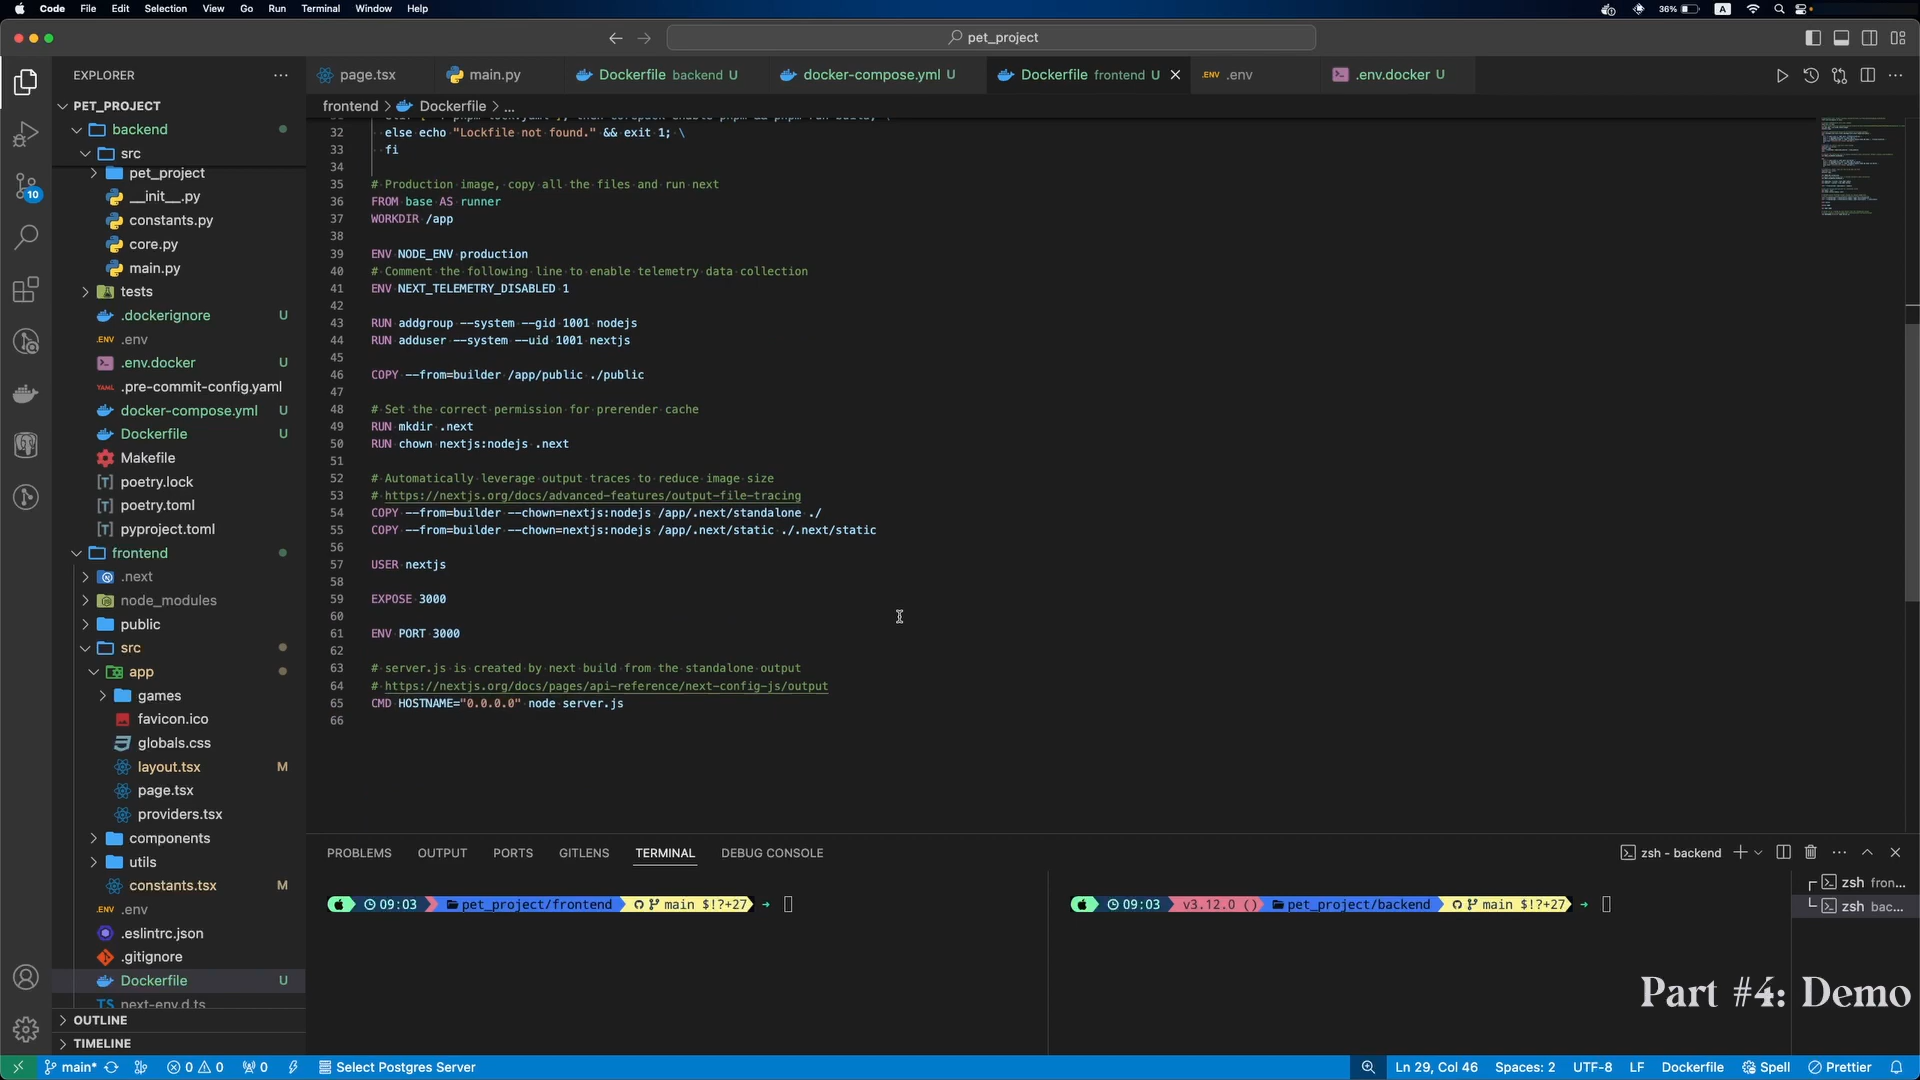 Code File Edit Selection View Go Run Terminal Window Help
36%
A
pet_project
EXPLORER
page.tsx
main.py
Dockerfile backend U
docker-compose.yml U
Dockerfile frontend U
.ENV .env
.env.docker U
frontend > Dockerfile > ...
PET_PROJECT
backend
src
pet_project
__init__.py
constants.py
core.py
main.py
tests
.dockerignore U
.ENV .env
.env.docker U
YAML .pre-commit-config.yaml
docker-compose.yml U
Dockerfile U
Makefile
poetry.lock
poetry.toml
pyproject.toml
frontend
.next
node_modules
public
src
app
games
favicon.ico
globals.css
layout.tsx M
page.tsx
providers.tsx
components
utils
constants.tsx M
.ENV .env
.eslintrc.json
.gitignore
Dockerfile U
TS next-env.d.ts
OUTLINE
TIMELINE
10
32 else echo "Lockfile not found." && exit 1; \
33 fi
34
35 # Production image, copy all the files and run next
36 FROM base AS runner
37 WORKDIR /app
38
39 ENV NODE_ENV production
40 # Comment the following line to enable telemetry data collection
41 ENV NEXT_TELEMETRY_DISABLED 1
42
43 RUN addgroup --system --gid 1001 nodejs
44 RUN adduser --system --uid 1001 nextjs
45
46 COPY --from=builder /app/public ./public
47
48 # Set the correct permission for prerender cache
49 RUN mkdir .next
50 RUN chown nextjs:nodejs .next
51
52 # Automatically leverage output traces to reduce image size
53 # https://nextjs.org/docs/advanced-features/output-file-tracing
54 COPY --from=builder --chown=nextjs:nodejs /app/.next/standalone ./
55 COPY --from=builder --chown=nextjs:nodejs /app/.next/static ./.next/static
56
57 USER nextjs
58
59 EXPOSE 3000
60
61 ENV PORT 3000
62
63 # server.js is created by next build from the standalone output
64 # https://nextjs.org/docs/pages/api-reference/next-config-js/output
65 CMD HOSTNAME="0.0.0.0" node server.js
66
PROBLEMS OUTPUT PORTS GITLENS TERMINAL DEBUG CONSOLE
zsh - backend
09:03 pet_project/frontend main $!?+27
09:03 v3.12.0 () pet_project/backend main $!?+27
zsh fron...
zsh bac...
Part #4: Demo
main* 0 0 0 Select Postgres Server
Ln 29, Col 46 Spaces: 2 UTF-8 LF Dockerfile Spell Prettier